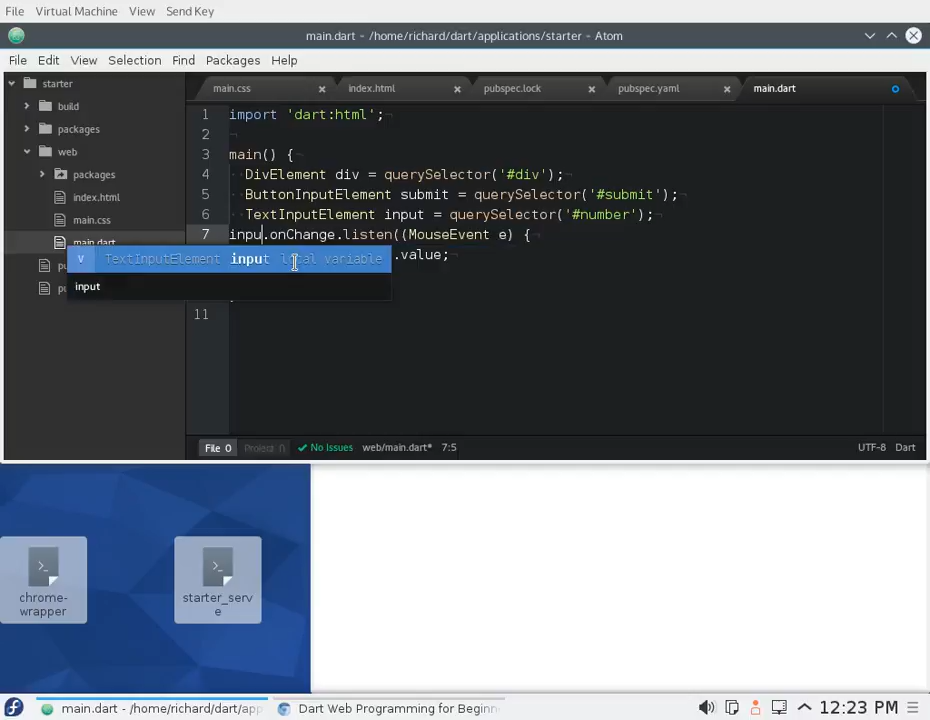 File Virtual Machine View Send Key
main.dart - /home/richard/dart/applications/starter - Atom
File Edit View Selection Find Packages Help
starter
main.css
index.html
pubspec.lock
pubspec.yaml
main.dart
build
packages
web
packages
index.html
main.css
main.dart
pu
pu
1 import 'dart:html';
2
3 main() {
4 DivElement div = querySelector('#div');
5 ButtonInputElement submit = querySelector('#submit');
6 TextInputElement input = querySelector('#number');
7 inpu.onChange.listen((MouseEvent e) {
.value;
V TextInputElement input local variable
input
11
File 0 Project 0 No Issues web/main.dart* 7:5 UTF-8 Dart
chrome-
wrapper
starter_serv
e
main.dart - /home/richard/dart/app
Dart Web Programming for Beginn
12:23 PM